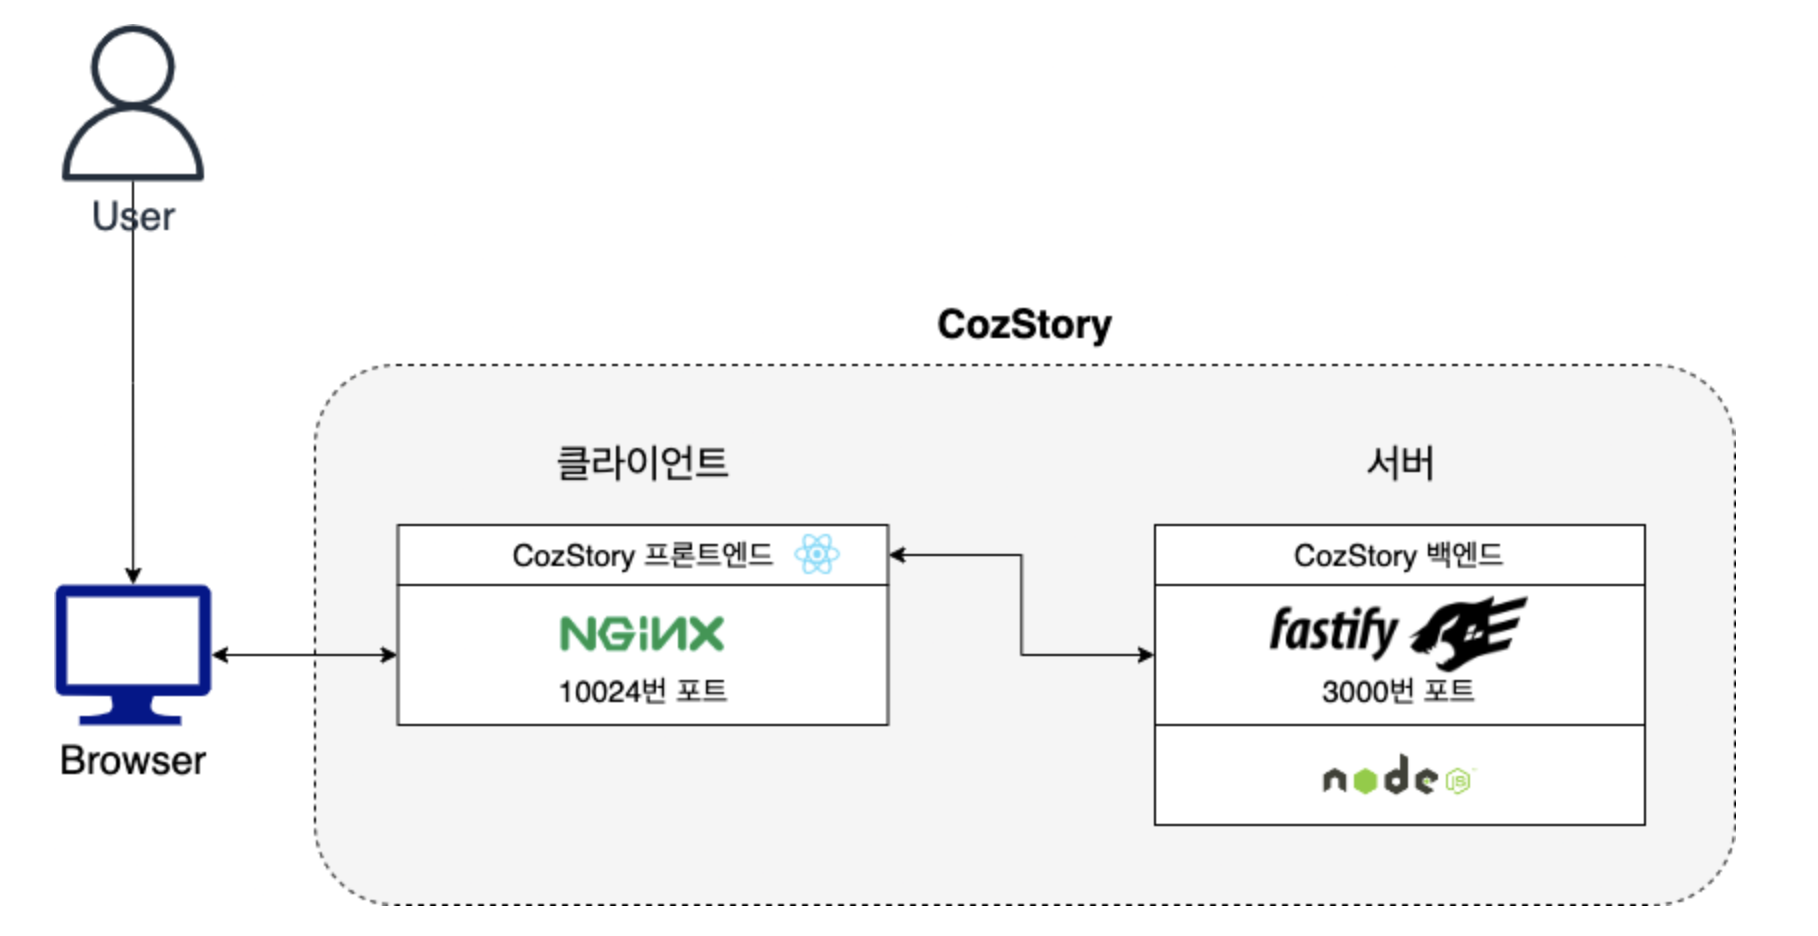 User
CozStory
클라이언트
서버
CozStory 프론트엔드
CozStory 백엔드
NGiNX
fastify
10024번 포트
3000번 포트
Browser
node
JS